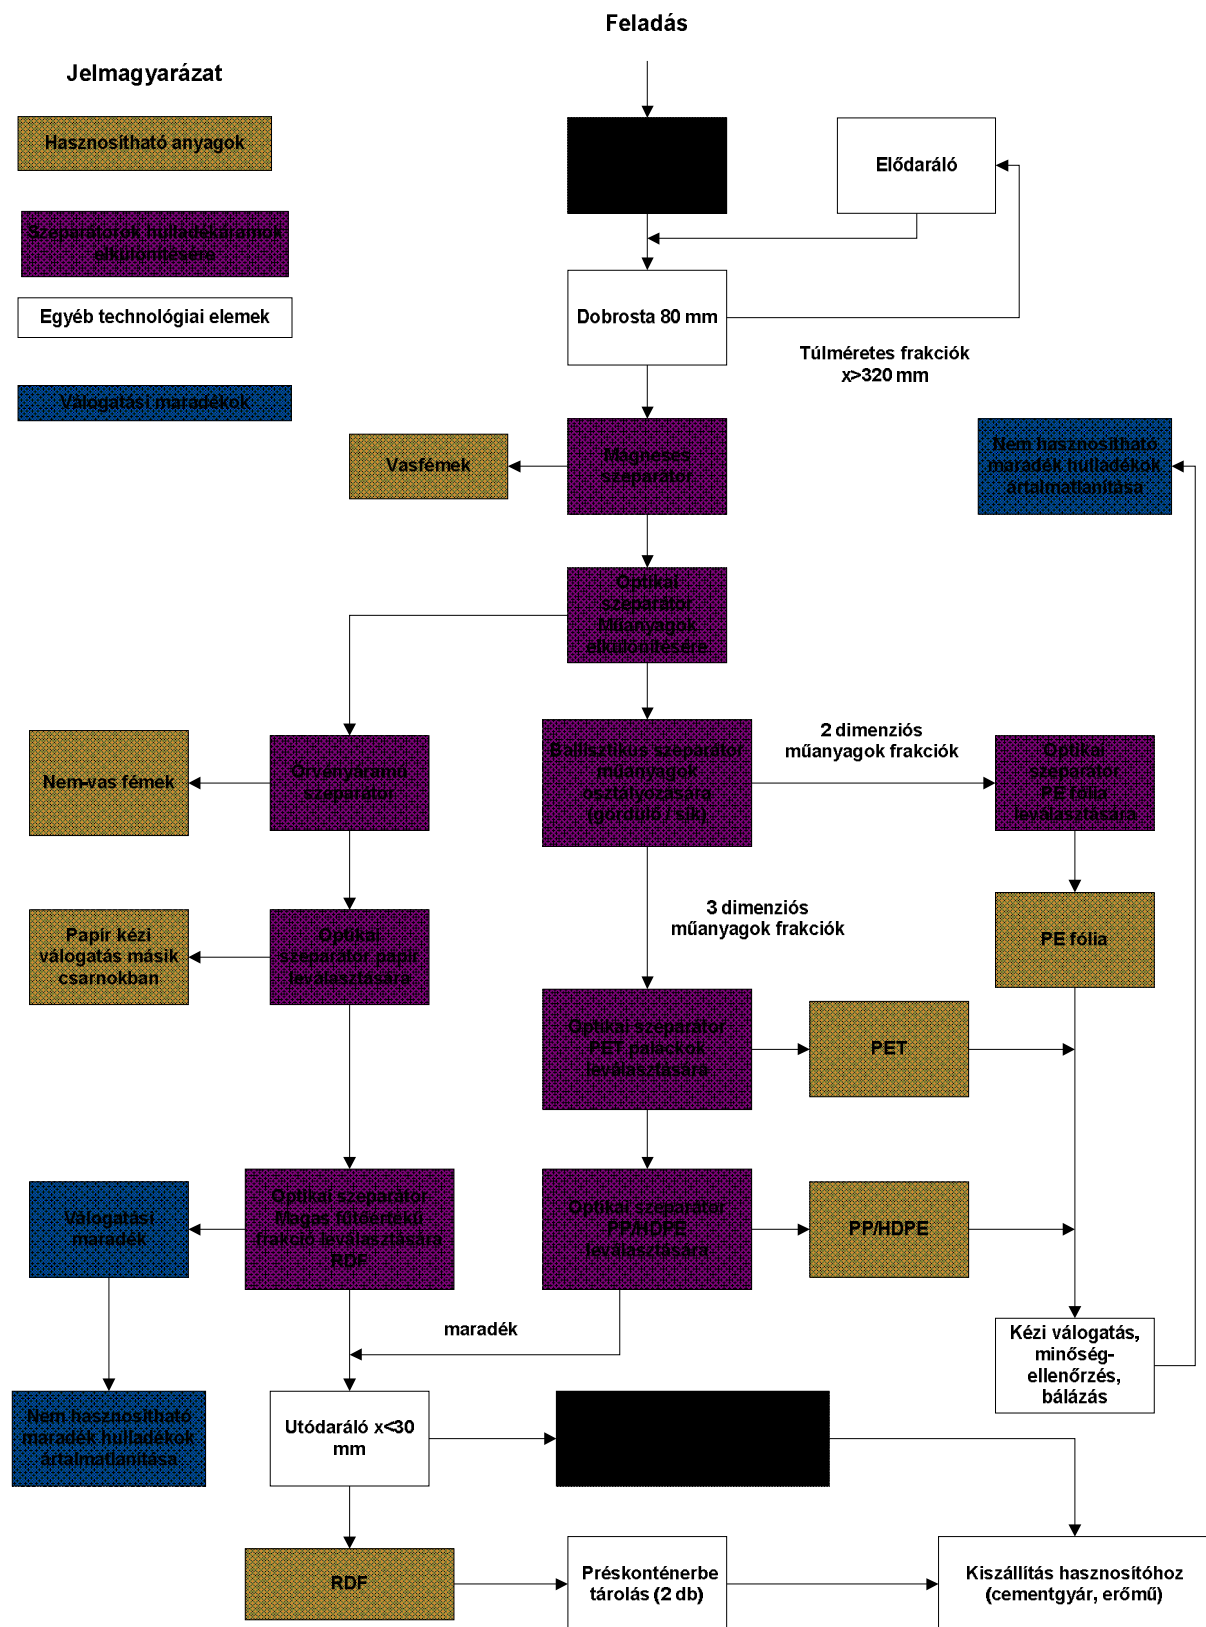 Feladás
Jelmagyarázat
Hasznosítható anyagok
Szeparátorok hulladékáramok
elkülönítésére
Egyéb technológiai elemek
Válogatási maradékok
Elődaráló
Dobrosta 80 mm
Túlméretes frakciók
x>320 mm
Vasfémek
Mágneses
szeparátor
Nem hasznosítható
maradék hulladékok
ártalmatlanítása
Optikai
szeparátor
Műanyagok
elkülönítésére
Nem-vas fémek
Örvényáramú
szeparátor
Ballisztikus szeparátor
műanyagok
osztályozására
(gördülő / sík)
2 dimenziós
műanyagok frakciók
Optikai
szeparátor
PE fólia
leválasztására
Papír kézi
válogatás másik
csarnokban
Optikai
szeparátor papír
leválasztására
3 dimenziós
műanyagok frakciók
PE fólia
Optikai szeparátor
PET palackok
leválasztására
PET
Válogatási
maradék
Optikai szeparátor
Magas fűtőértékű
frakció leválasztására
RDF
Optikai szeparátor
PP/HDPE
leválasztására
PP/HDPE
maradék
Kézi válogatás,
minőség-
ellenőrzés,
bálázás
Nem hasznosítható
maradék hulladékok
ártalmatlanítása
Utódaráló x<30
mm
RDF
Préskonténerbe
tárolás (2 db)
Kiszállítás hasznosítóhoz
(cementgyár, erőmű)